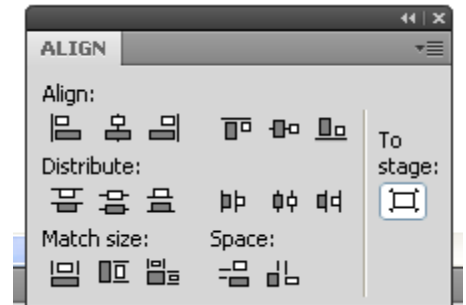 ALIGN
Align:
To
stage:
Distribute:
Match size:
Space: